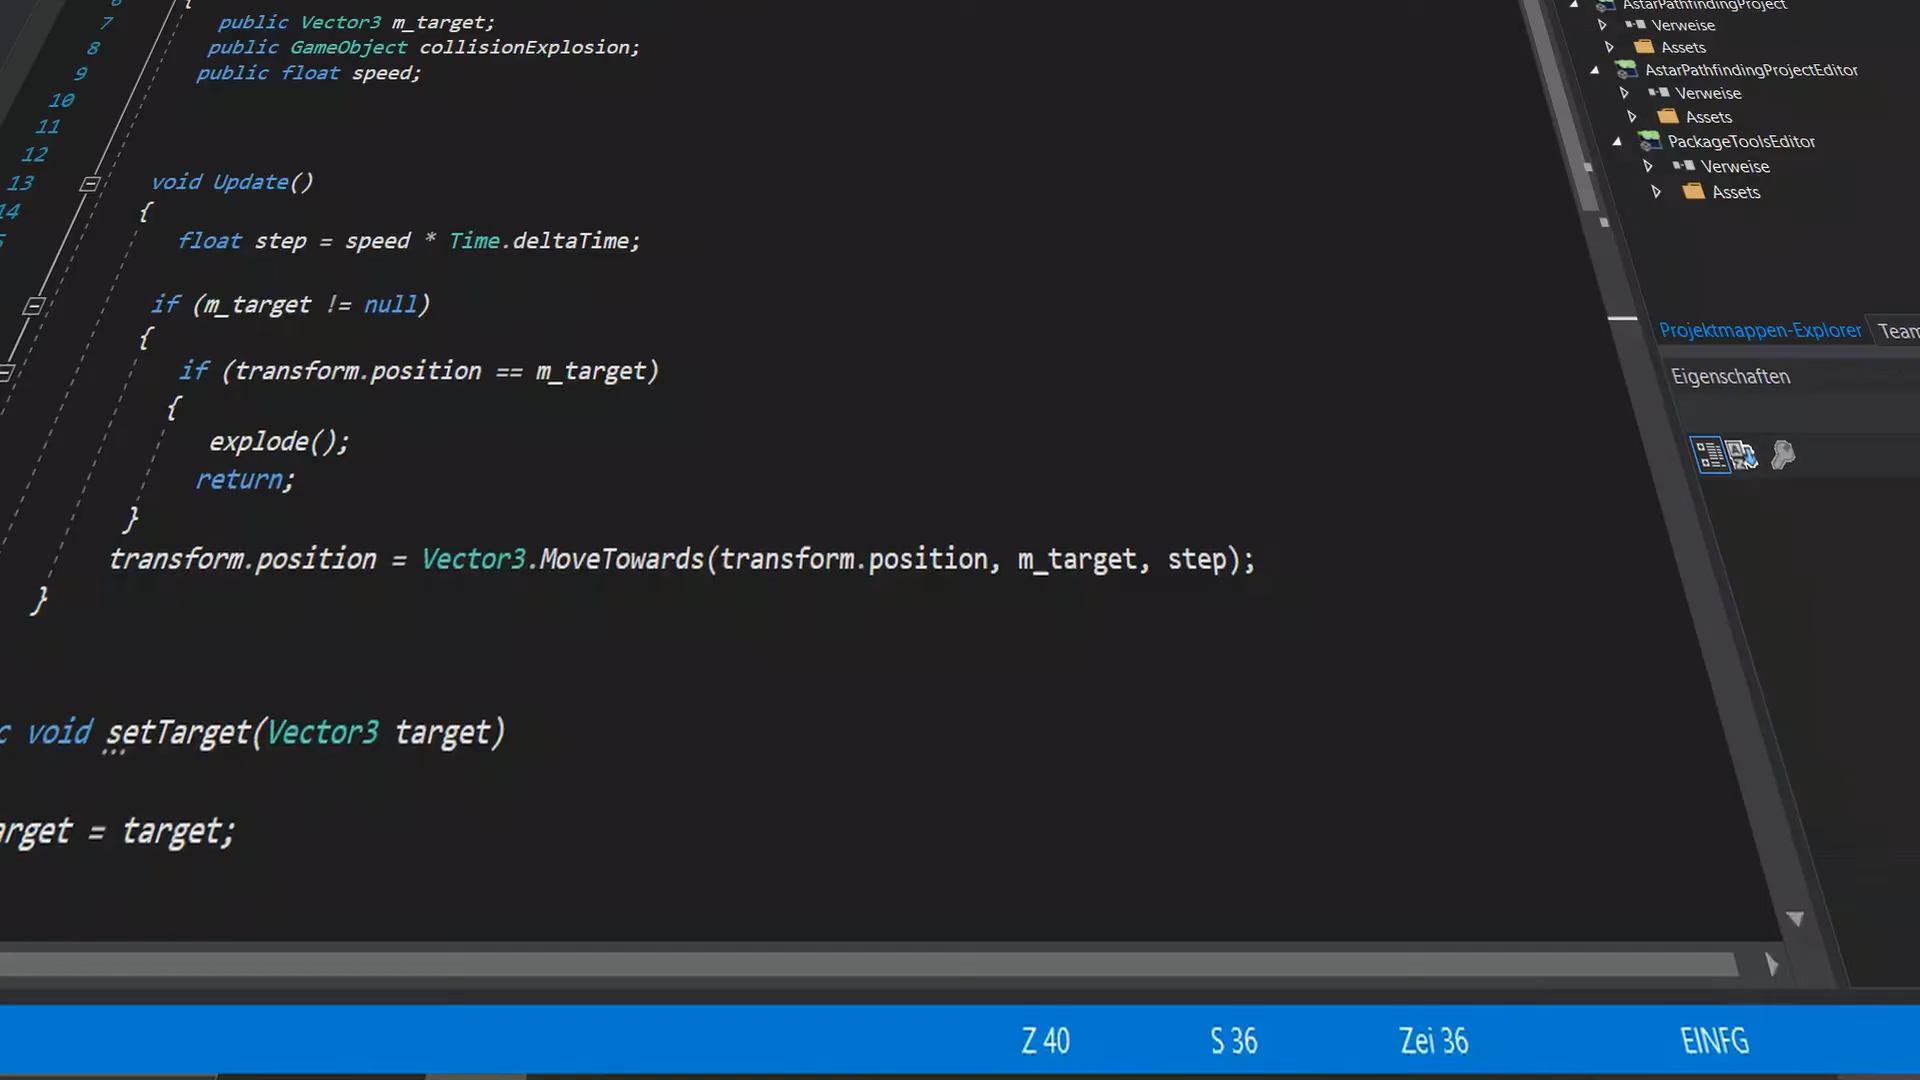 7 public Vector3 m_target;
8 public GameObject collisionExplosion;
9 public float speed;
10
11
12
13 void Update()
14 {
float step = speed * Time.deltaTime;
if (m_target != null)
{
if (transform.position == m_target)
{
explode();
return;
}
transform.position = Vector3.MoveTowards(transform.position, m_target, step);
}
void setTarget(Vector3 target)
= target;
AstarPathfindingProject
Verweise
Assets
AstarPathfindingProjectEditor
Verweise
Assets
PackageToolsEditor
Verweise
Assets
Projektmappen-Explorer Team
Eigenschaften
Z 40 S 36 Zei 36 EINFG